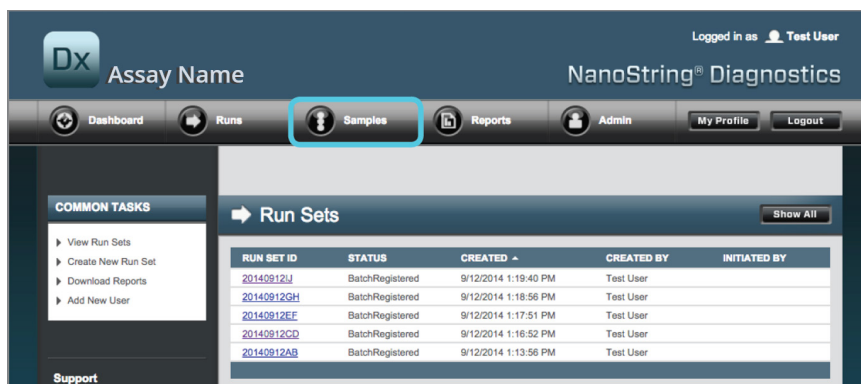 Logged in as Test User
Dx Assay Name
NanoString® Diagnostics
Dashboard Runs Samples Reports Admin My Profile Logout
COMMON TASKS
View Run Sets
Create New Run Set
Download Reports
Add New User
Support
Run Sets Show All
RUN SET ID STATUS CREATED CREATED BY INITIATED BY
20140912IJ BatchRegistered 9/12/2014 1:19:40 PM Test User
20140912GH BatchRegistered 9/12/2014 1:18:56 PM Test User
20140912EF BatchRegistered 9/12/2014 1:17:51 PM Test User
20140912CD BatchRegistered 9/12/2014 1:16:52 PM Test User
20140912AB BatchRegistered 9/12/2014 1:13:56 PM Test User